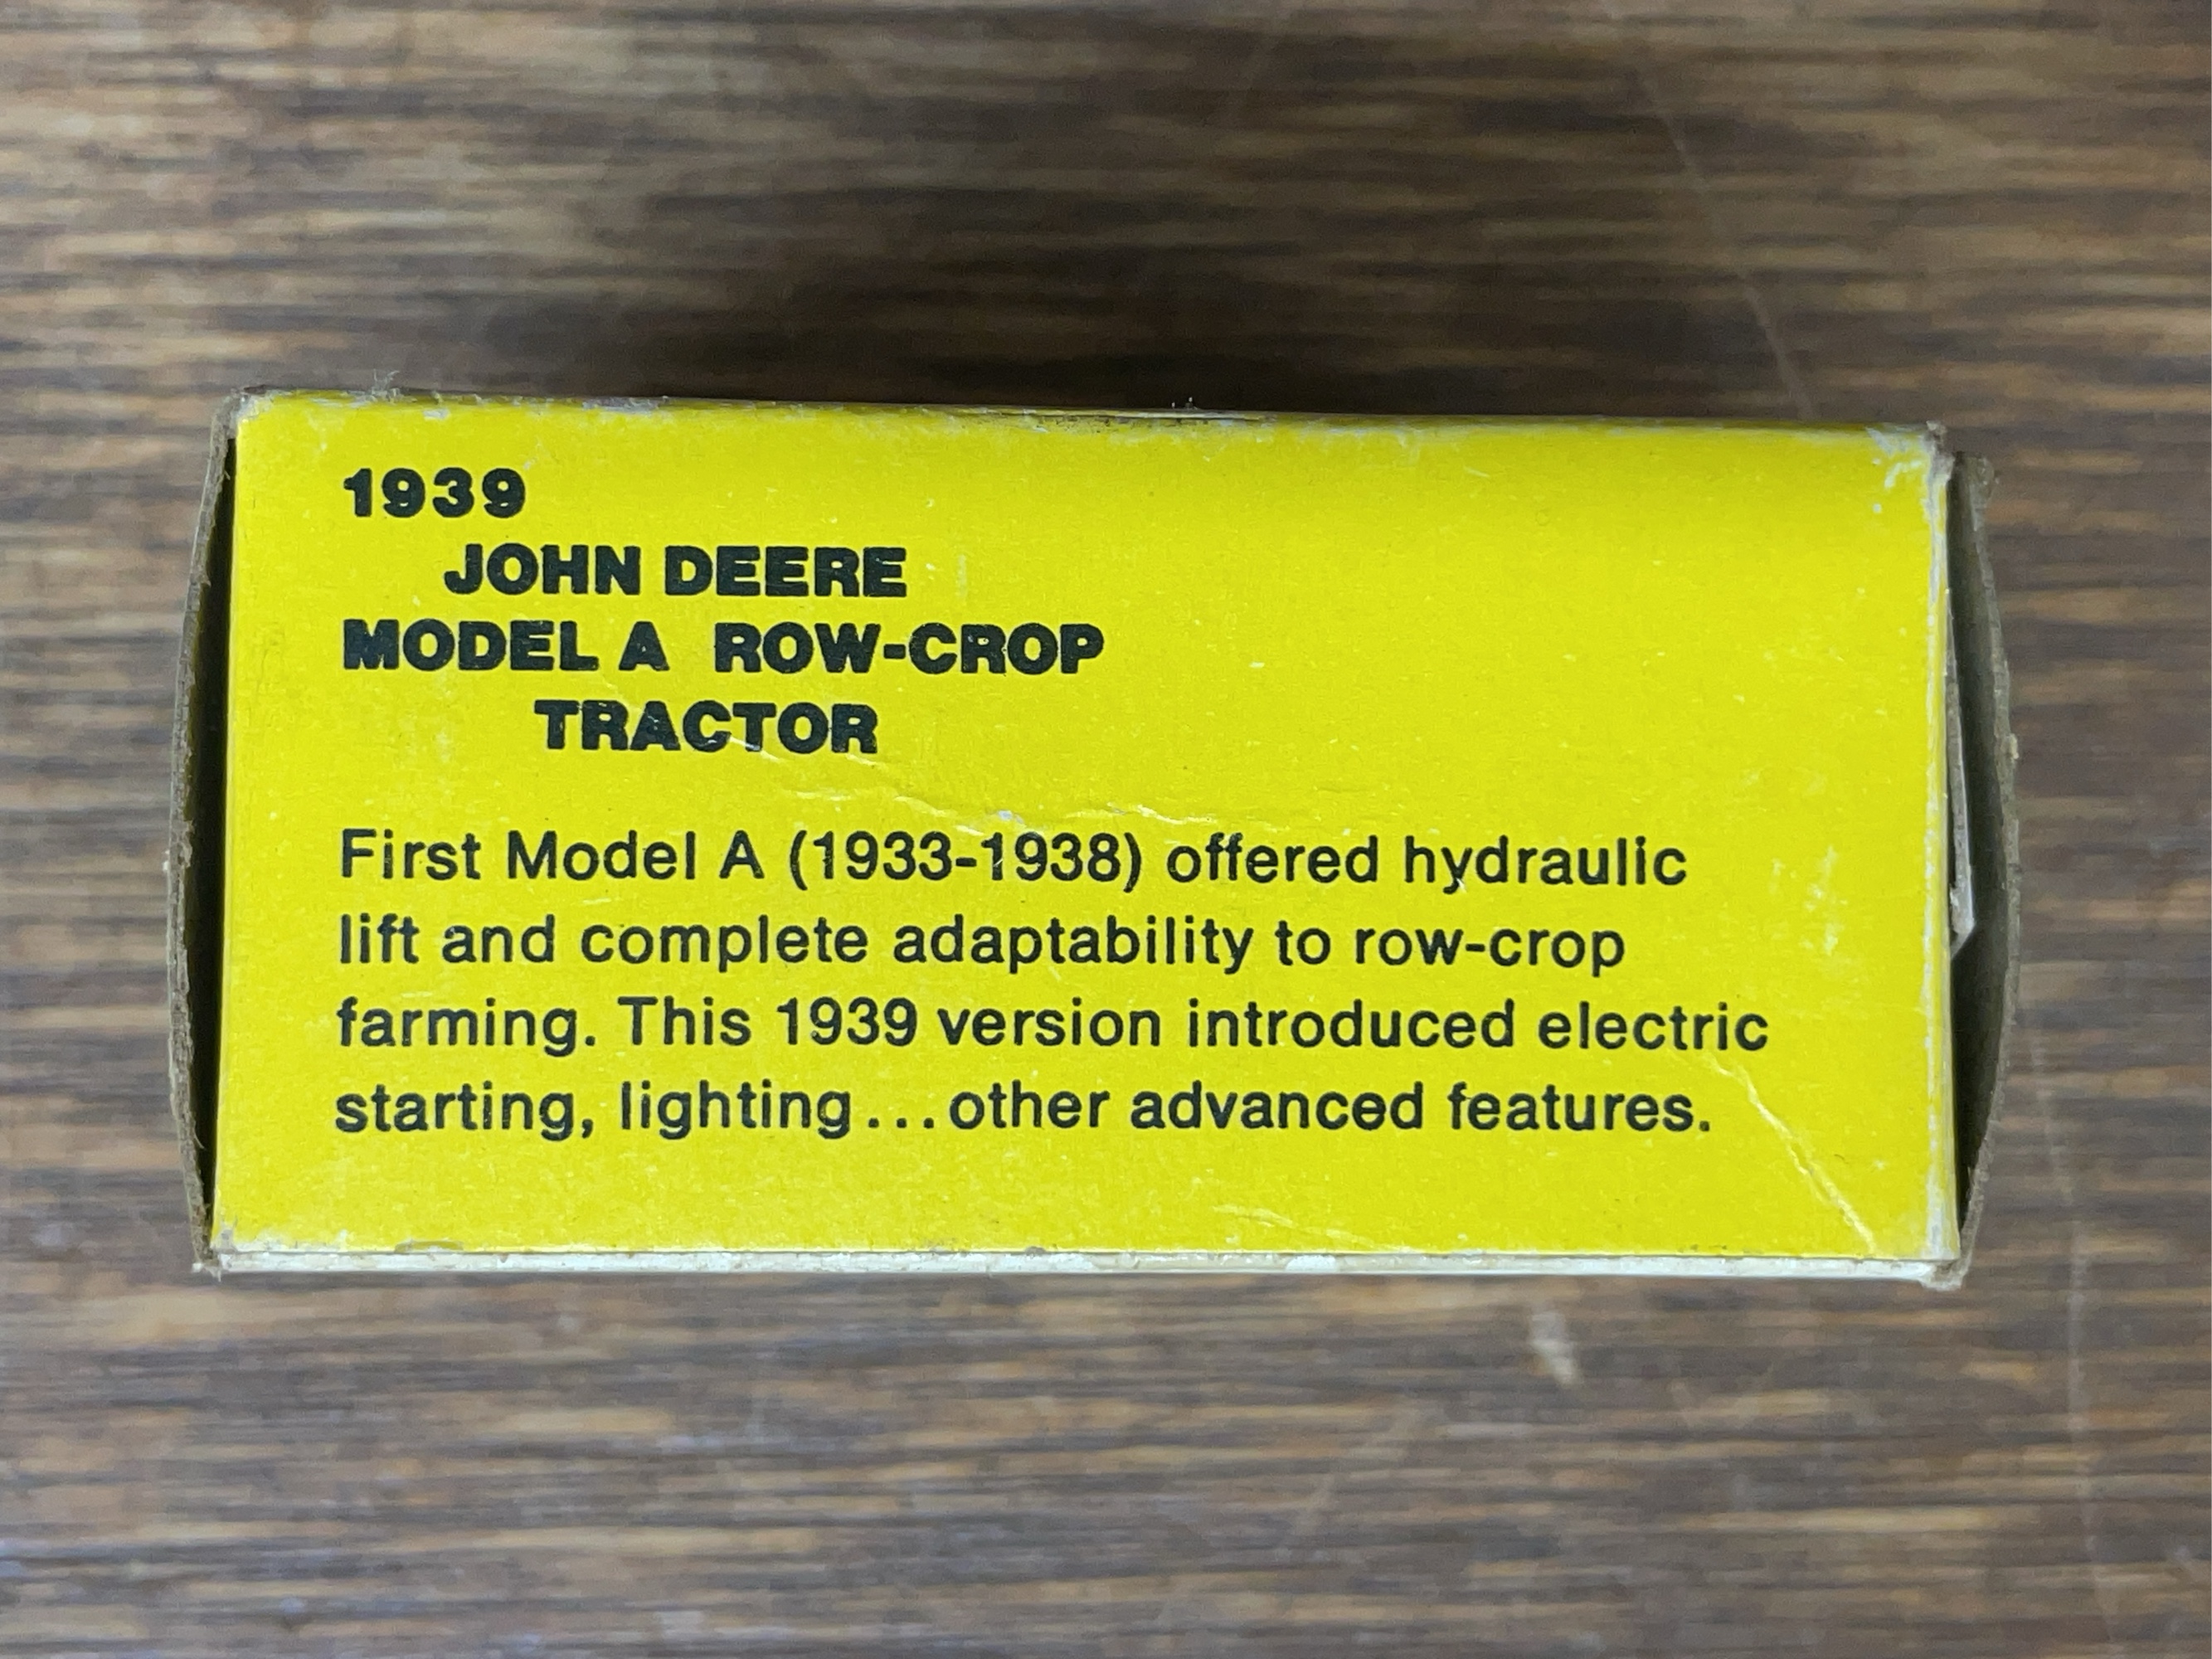 1939
JOHN DEERE
MODEL A ROW-CROP
TRACTOR
First Model A (1933-1938) offered hydraulic
lift and complete adaptability to row-crop
farming. This 1939 version introduced electric
starting, lighting...other advanced features.